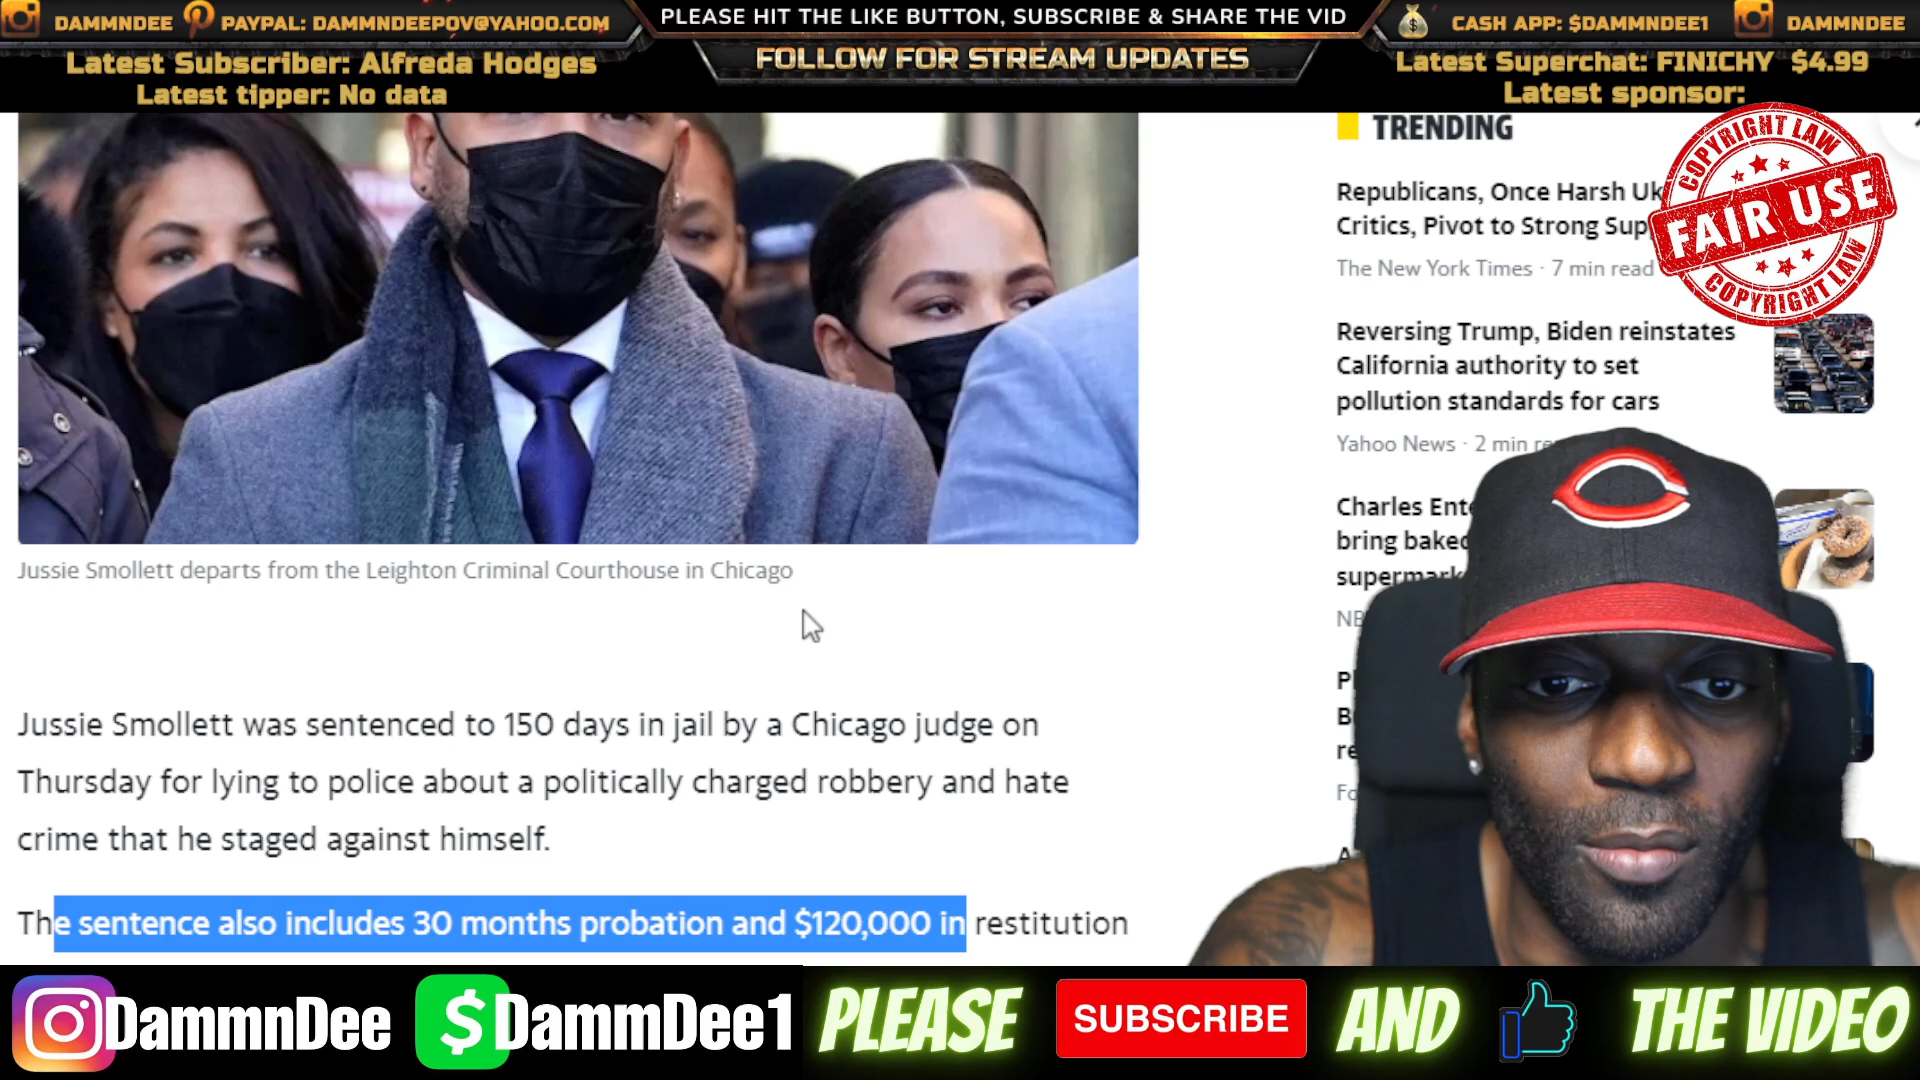 DAMMNDEE
PAYPAL: DAMMNDEEPOV@YAHOO.COM
PLEASE HIT THE LIKE BUTTON, SUBSCRIBE & SHARE THE VID
CASH APP: $DAMMNDEE1
DAMMNDEE
Latest Subscriber: Alfreda Hodges
FOLLOW FOR STREAM UPDATES
Latest Superchat: FINICHY $4.99
Latest tipper: No data
Latest sponsor:
TRENDING
COPYRIGHT LAW
FAIR USE
COPYRIGHT LAW
Republicans, Once Harsh
Critics, Pivot to Strong
The New York Times · 7 min read
Reversing Trump, Biden reinstates
California authority to set
pollution standards for cars
Yahoo News · 2 min
Charles
bring
Jussie Smollett departs from the Leighton Criminal Courthouse in Chicago
Jussie Smollett was sentenced to 150 days in jail by a Chicago judge on
Thursday for lying to police about a politically charged robbery and hate
crime that he staged against himself.
The sentence also includes 30 months probation and $120,000 in restitution
DammnDee
$ DammDee1
PLEASE
SUBSCRIBE
AND
THE VIDEO